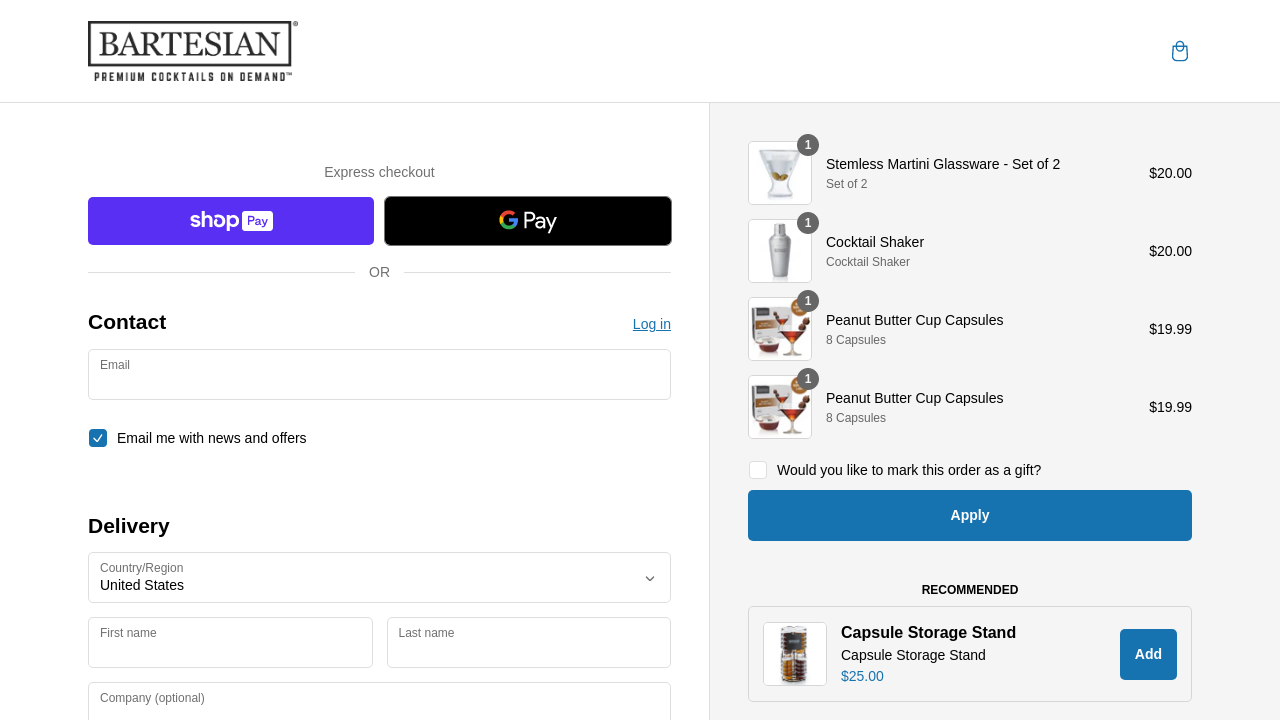 BARTESIAN®
PREMIUM COCKTAILS ON DEMAND™
Express checkout
shop Pay
G Pay
OR
Contact
Log in
Email
Email me with news and offers
Delivery
Country/Region
United States
First name
Last name
Company (optional)
1
Stemless Martini Glassware - Set of 2
Set of 2
$20.00
1
Cocktail Shaker
Cocktail Shaker
$20.00
1
Peanut Butter Cup Capsules
8 Capsules
$19.99
1
Peanut Butter Cup Capsules
8 Capsules
$19.99
Would you like to mark this order as a gift?
Apply
RECOMMENDED
Capsule Storage Stand
Capsule Storage Stand
$25.00
Add